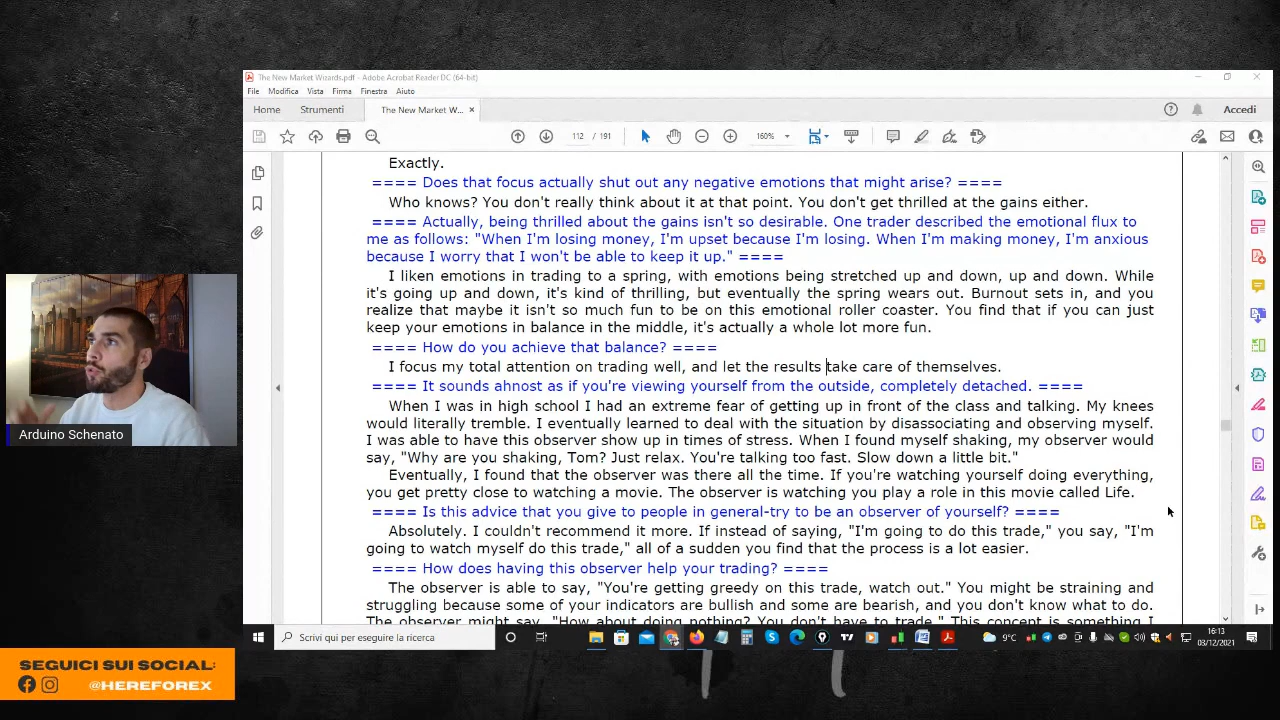 The New Market Wizards.pdf - Adobe Acrobat Reader DC (64-bit)
File Modifica Vista Firma Finestra Aiuto
Home Strumenti The New Market W... × Accedi
112 / 191 160%
Exactly.
==== Does that focus actually shut out any negative emotions that might arise? ====
Who knows? You don't really think about it at that point. You don't get thrilled at the gains either.
==== Actually, being thrilled about the gains isn't so desirable. One trader described the emotional flux to
me as follows: "When I'm losing money, I'm upset because I'm losing. When I'm making money, I'm anxious
because I worry that I won't be able to keep it up." ====
I liken emotions in trading to a spring, with emotions being stretched up and down, up and down. While
it's going up and down, it's kind of thrilling, but eventually the spring wears out. Burnout sets in, and you
realize that maybe it isn't so much fun to be on this emotional roller coaster. You find that if you can just
keep your emotions in balance in the middle, it's actually a whole lot more fun.
==== How do you achieve that balance? ====
I focus my total attention on trading well, and let the results take care of themselves.
==== It sounds ahnost as if you're viewing yourself from the outside, completely detached. ====
When I was in high school I had an extreme fear of getting up in front of the class and talking. My knees
would literally tremble. I eventually learned to deal with the situation by disassociating and observing myself.
I was able to have this observer show up in times of stress. When I found myself shaking, my observer would
say, "Why are you shaking, Tom? Just relax. You're talking too fast. Slow down a little bit."
Eventually, I found that the observer was there all the time. If you're watching yourself doing everything,
you get pretty close to watching a movie. The observer is watching you play a role in this movie called Life.
==== Is this advice that you give to people in general-try to be an observer of yourself? ====
Absolutely. I couldn't recommend it more. If instead of saying, "I'm going to do this trade," you say, "I'm
going to watch myself do this trade," all of a sudden you find that the process is a lot easier.
==== How does having this observer help your trading? ====
The observer is able to say, "You're getting greedy on this trade, watch out." You might be straining and
struggling because some of your indicators are bullish and some are bearish, and you don't know what to do.
The observer might say, "How about doing nothing? You don't have to trade." This concept is something I
Arduino Schenato
Scrivi qui per eseguire la ricerca
9°C
16:13
03/12/2021
SEGUICI SUI SOCIAL:
@HEREFOREX